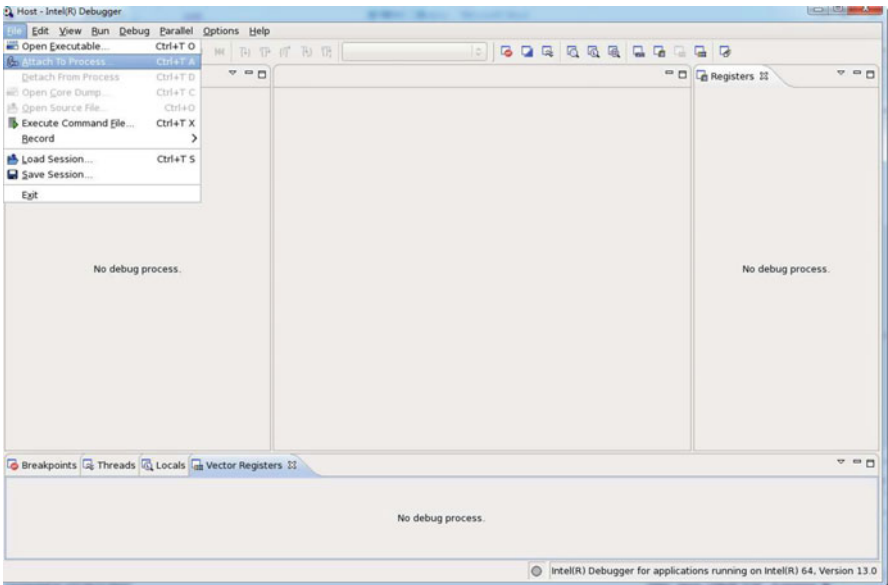 Host - Intel(R) Debugger
File Edit View Run Debug Parallel Options Help
Open Executable... Ctrl+T O
Attach To Process... Ctrl+T A
Detach From Process Ctrl+T D
Open Core Dump... Ctrl+T C
Open Source File... Ctrl+O
Execute Command File... Ctrl+T X
Record
Load Session... Ctrl+T S
Save Session...
Exit
Registers
No debug process.
No debug process.
Breakpoints Threads Locals Vector Registers
No debug process.
Intel(R) Debugger for applications running on Intel(R) 64, Version 13.0